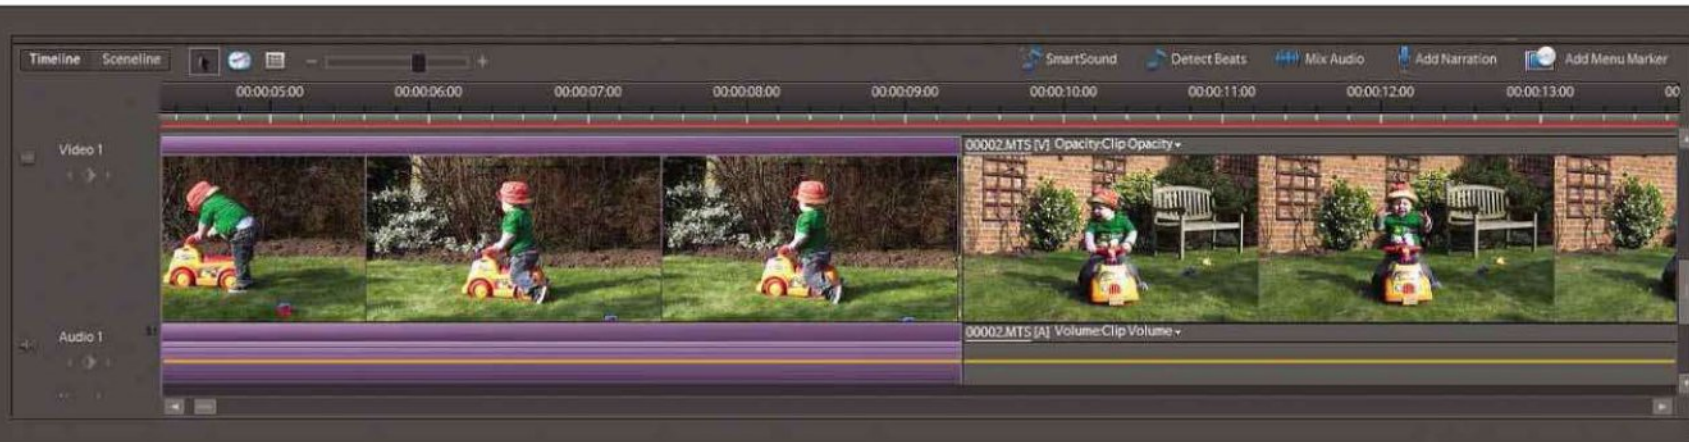 Timeline Sceneline SmartSound Detect Beats Mix Audio Add Narration Add Menu Marker
00:00:05:00 00:00:06:00 00:00:07:00 00:00:08:00 00:00:09:00 00:00:10:00 00:00:11:00 00:00:12:00 00:00:13:00 00
Video 1 00002.MTS [V] Opacity:Clip Opacity
Audio 1 00002.MTS [A] Volume:Clip Volume